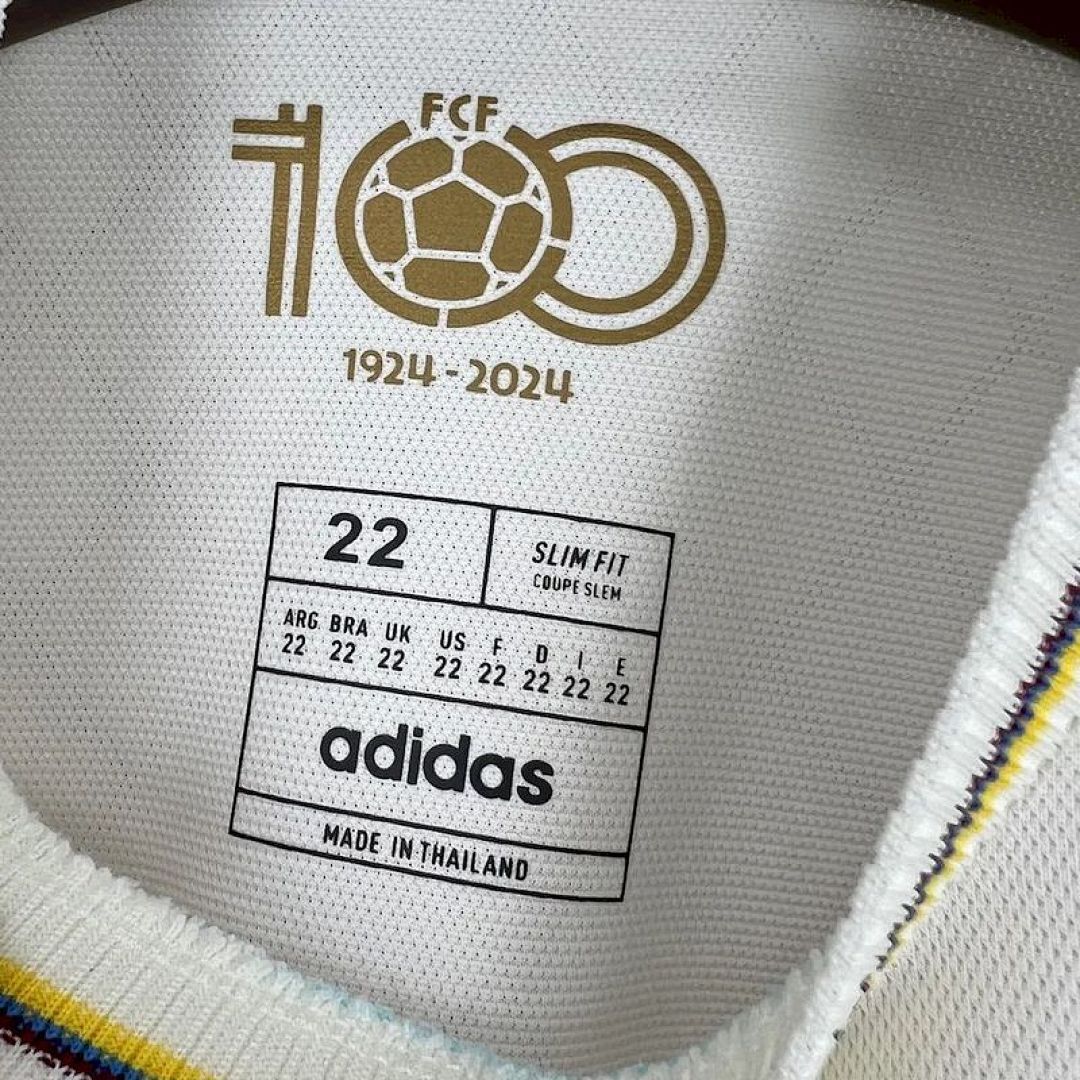 FCF
100
1924 - 2024
22
SLIM FIT
COUPE SLEM
ARG BRA UK US F D I E
22 22 22 22 22 22 22 22
adidas
MADE IN THAILAND